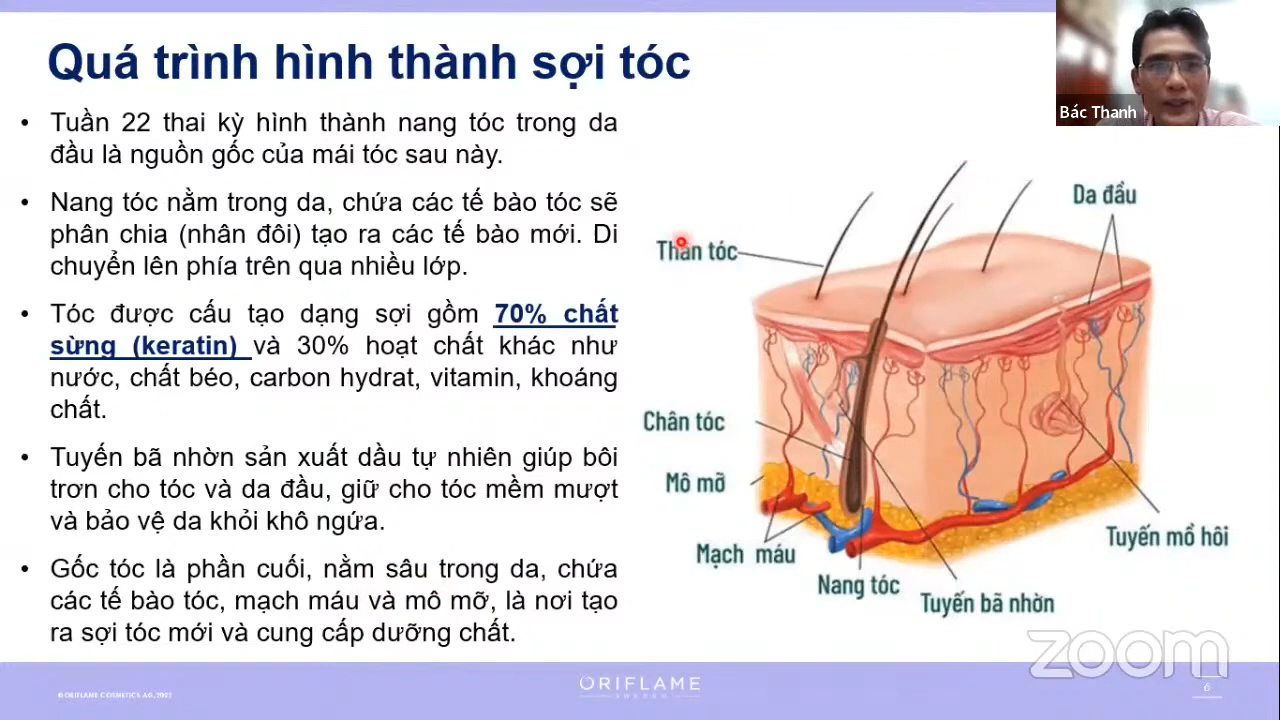 Quá trình hình thành sợi tóc
Bác Thanh
• Tuần 22 thai kỳ hình thành nang tóc trong da
đầu là nguồn gốc của mái tóc sau này.
• Nang tóc nằm trong da, chứa các tế bào tóc sẽ
phân chia (nhân đôi) tạo ra các tế bào mới. Di
chuyển lên phía trên qua nhiều lớp.
• Tóc được cấu tạo dạng sợi gồm 70% chất
sừng (keratin) và 30% hoạt chất khác như
nước, chất béo, carbon hydrat, vitamin, khoáng
chất.
• Tuyến bã nhờn sản xuất dầu tự nhiên giúp bôi
trơn cho tóc và da đầu, giữ cho tóc mềm mượt
và bảo vệ da khỏi khô ngứa.
• Gốc tóc là phần cuối, nằm sâu trong da, chứa
các tế bào tóc, mạch máu và mô mỡ, là nơi tạo
ra sợi tóc mới và cung cấp dưỡng chất.
Da đầu
Thân tóc
Chân tóc
Mô mỡ
Mạch máu
Nang tóc
Tuyến bã nhờn
Tuyến mồ hôi
zoom
©ORIFLAME COSMETICS AG, 2002
ORIFLAME
SWEDEN
6